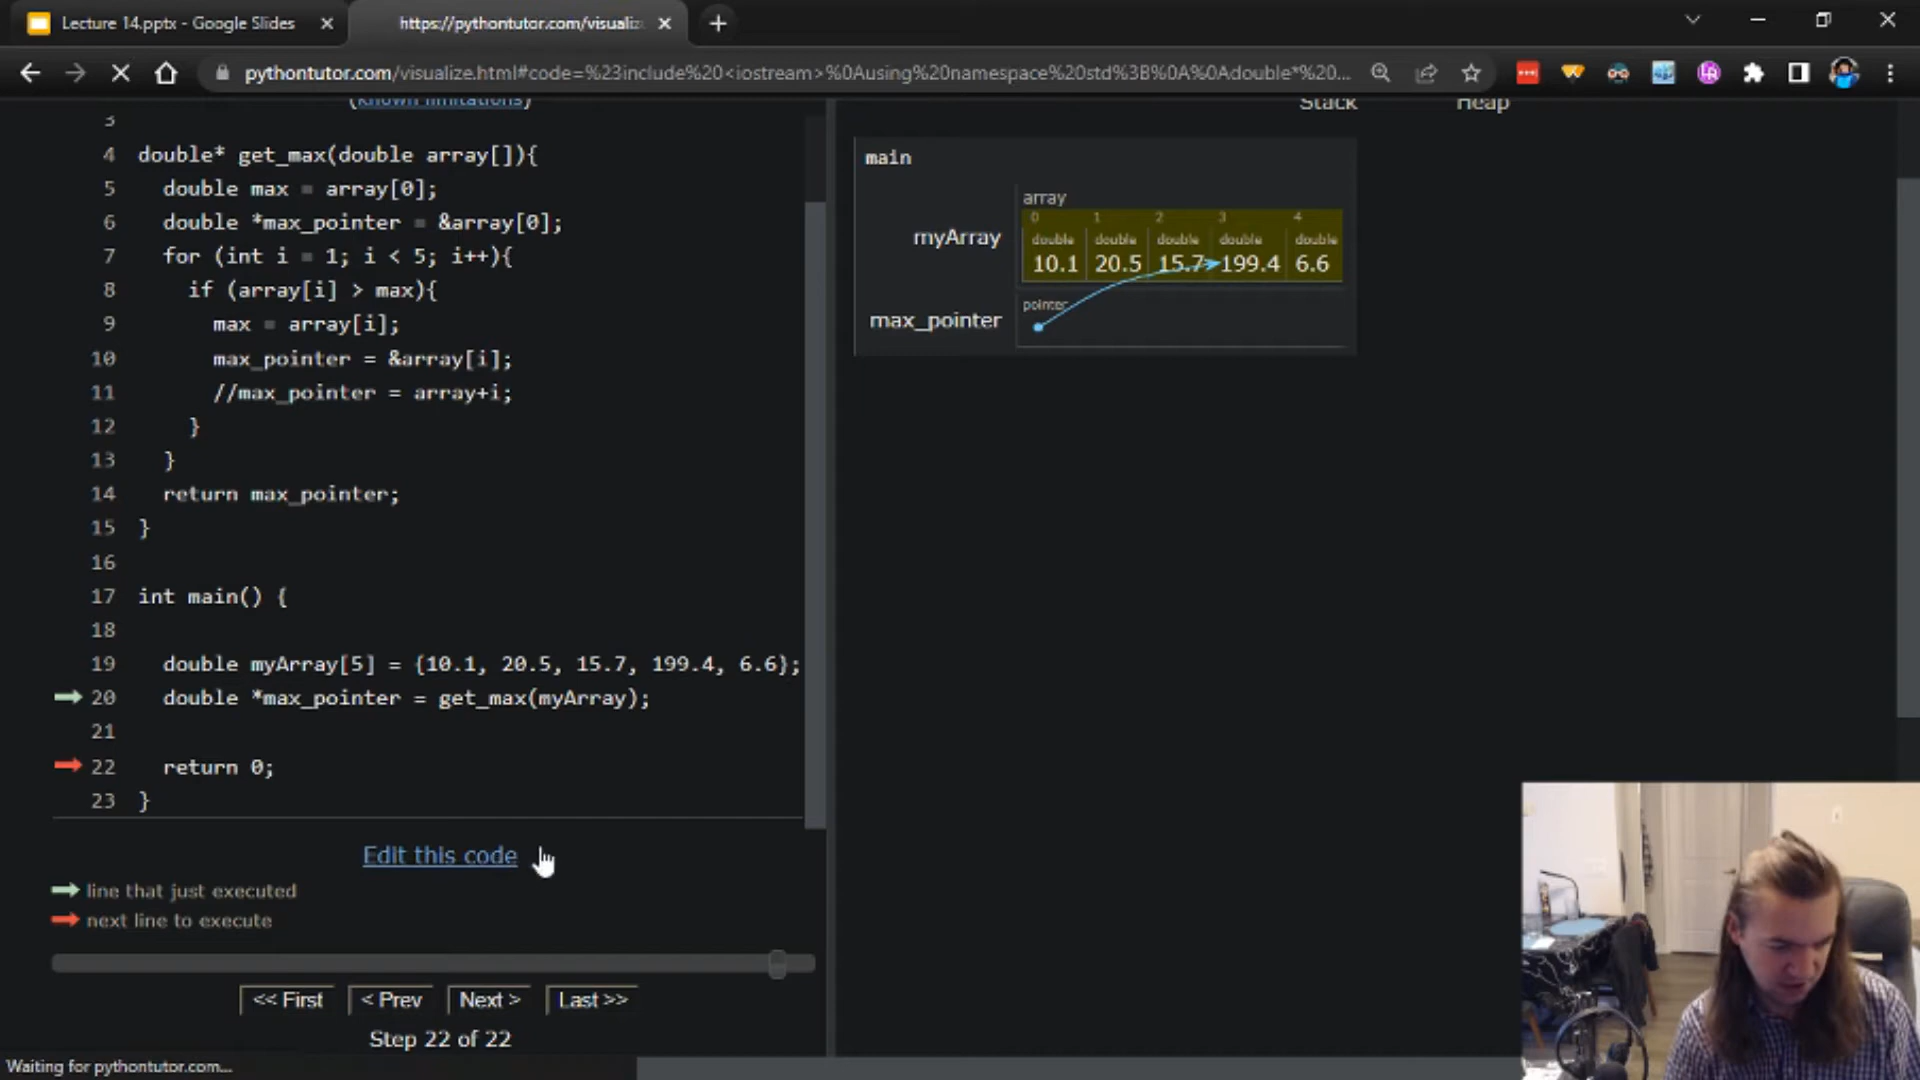 Lecture 14.pptx - Google Slides
https://pythontutor.com/visualiz
pythontutor.com/visualize.html#code=%23include%20<iostream>%0Ausing%20namespace%20std%3B%0A%0Adouble*%20...
(known limitations)
3
4 double* get_max(double array[]){
5 double max = array[0];
6 double *max_pointer = &array[0];
7 for (int i = 1; i < 5; i++){
8 if (array[i] > max){
9 max = array[i];
10 max_pointer = &array[i];
11 //max_pointer = array+i;
12 }
13 }
14 return max_pointer;
15 }
16
17 int main() {
18
19 double myArray[5] = {10.1, 20.5, 15.7, 199.4, 6.6};
20 double *max_pointer = get_max(myArray);
21
22 return 0;
23 }
Edit this code
line that just executed
next line to execute
<< First < Prev Next > Last >>
Step 22 of 22
Waiting for pythontutor.com...
Stack Heap
main
array
0 1 2 3 4
myArray
double double double double double
10.1 20.5 15.7 199.4 6.6
pointer
max_pointer